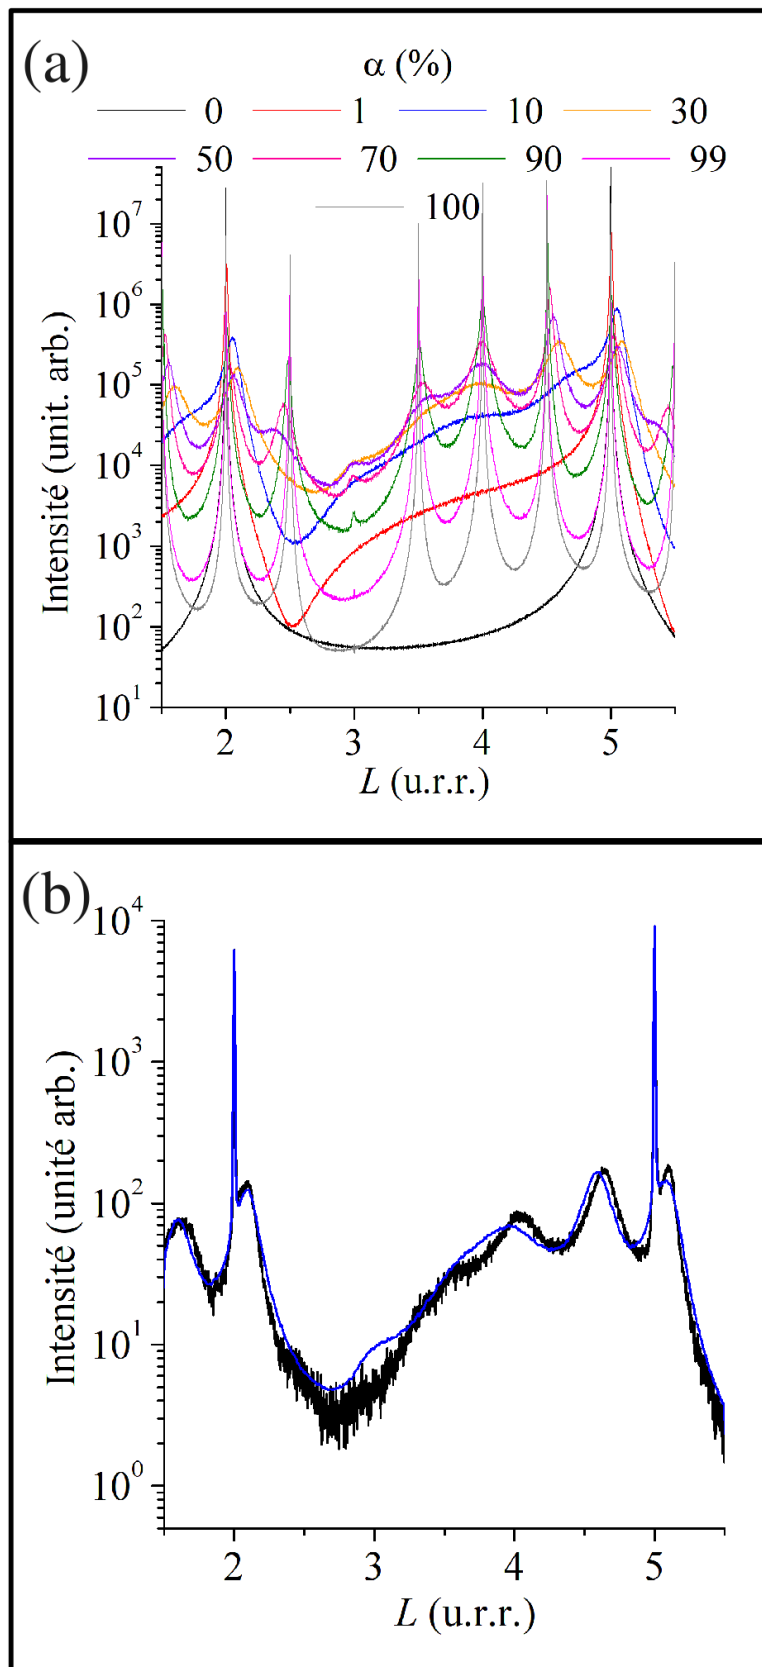 (a)
α (%)
0 1 10 30
50 70 90 99
100
10⁷
10⁶
10⁵
10⁴
10³
10²
10¹
Intensité (unit. arb.)
2 3 4 5
L (u.r.r.)
(b)
10⁴
10³
10²
10¹
10⁰
Intensité (unité arb.)
2 3 4 5
L (u.r.r.)